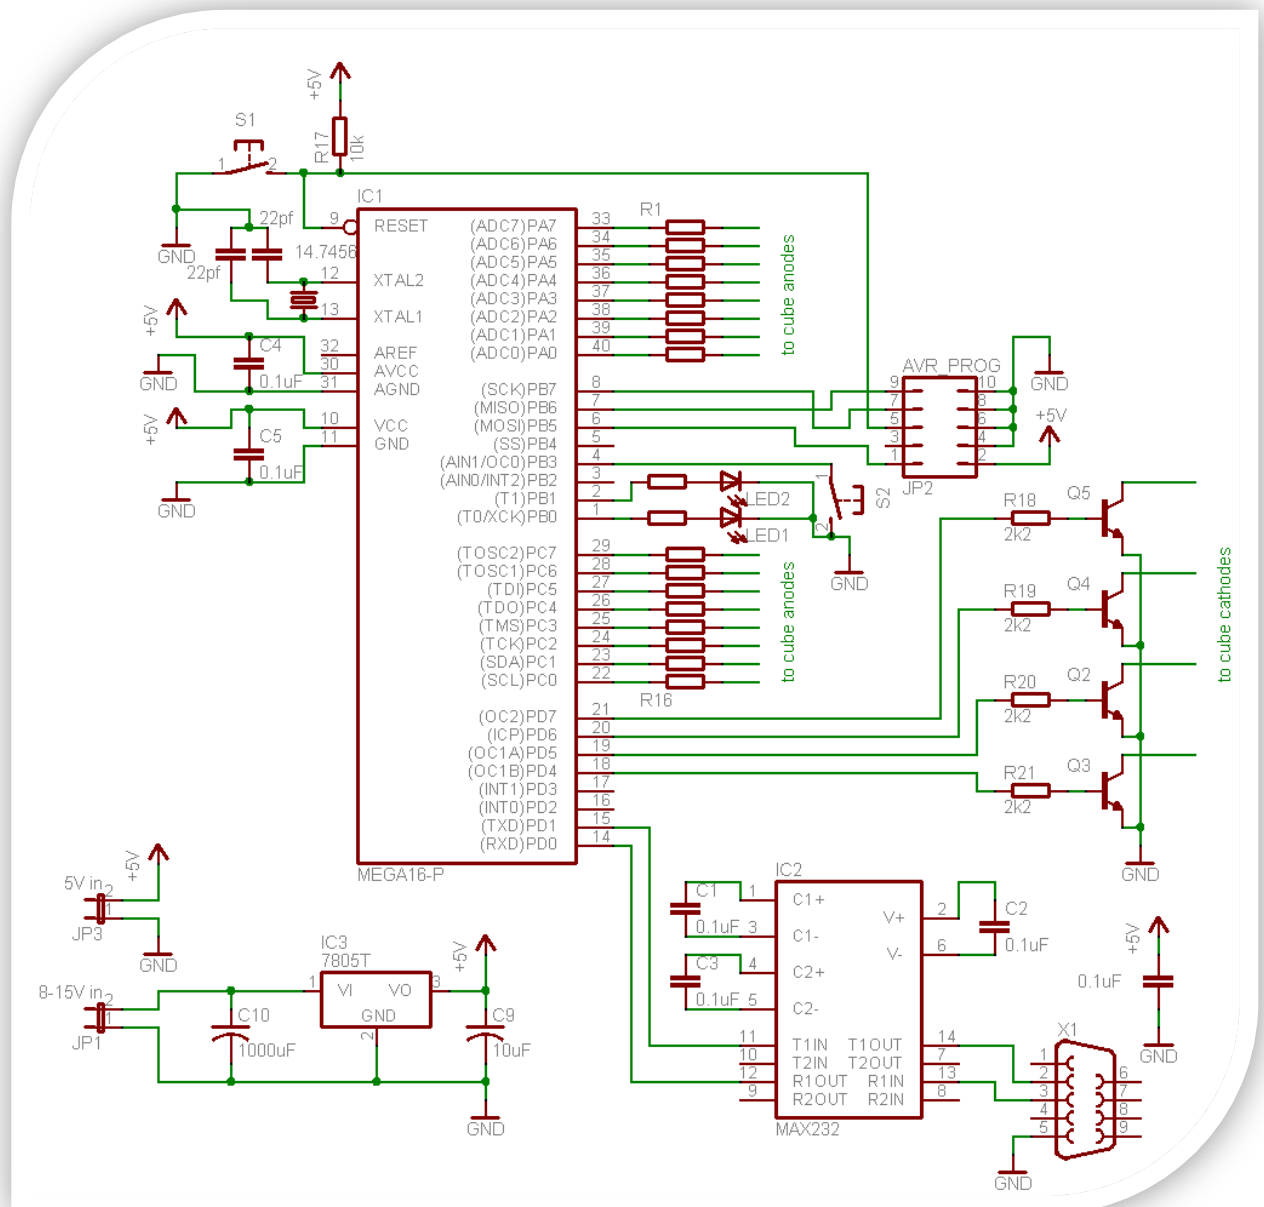 +5V
S1
1
2
R17
10k
IC1
22pf
22pf
14.7456
GND
9
RESET
12
XTAL2
13
XTAL1
+5V
C4
0.1uF
GND
32
AREF
30
AVCC
31
AGND
+5V
C5
0.1uF
GND
10
VCC
11
GND
(ADC7)PA7 33
(ADC6)PA6 34
(ADC5)PA5 35
(ADC4)PA4 36
(ADC3)PA3 37
(ADC2)PA2 38
(ADC1)PA1 39
(ADC0)PA0 40
R1
to cube anodes
(SCK)PB7 8
(MISO)PB6 7
(MOSI)PB5 6
(SS)PB4 5
(AIN1/OC0)PB3 4
(AIN0/INT2)PB2 3
(T1)PB1 2
(T0/XCK)PB0 1
LED2
LED1
1
2
S2
GND
AVR_PROG
9 10
7 8
5 6
3 4
1 2
JP2
GND
+5V
(TOSC2)PC7 29
(TOSC1)PC6 28
(TDI)PC5 27
(TDO)PC4 26
(TMS)PC3 25
(TCK)PC2 24
(SDA)PC1 23
(SCL)PC0 22
R16
to cube anodes
(OC2)PD7 21
(ICP)PD6 20
(OC1A)PD5 19
(OC1B)PD4 18
(INT1)PD3 17
(INT0)PD2 16
(TXD)PD1 15
(RXD)PD0 14
MEGA16-P
R18
2k2
Q5
R19
2k2
Q4
R20
2k2
Q2
R21
2k2
Q3
to cube cathodes
GND
+5V
5V in
2
1
JP3
GND
8-15V in
2
1
JP1
IC3
7805T
1
VI
VO
3
GND
2
C10
1000uF
+5V
C9
10uF
GND
IC2
C1
0.1uF
1
C1+
3
C1-
C3
0.1uF
4
C2+
5
C2-
V+
2
V-
6
C2
0.1uF
11 T1IN T1OUT 14
10 T2IN T2OUT 7
12 R1OUT R1IN 13
9 R2OUT R2IN 8
MAX232
+5V
0.1uF
GND
X1
1
2
3
4
5
6
7
8
9
GND